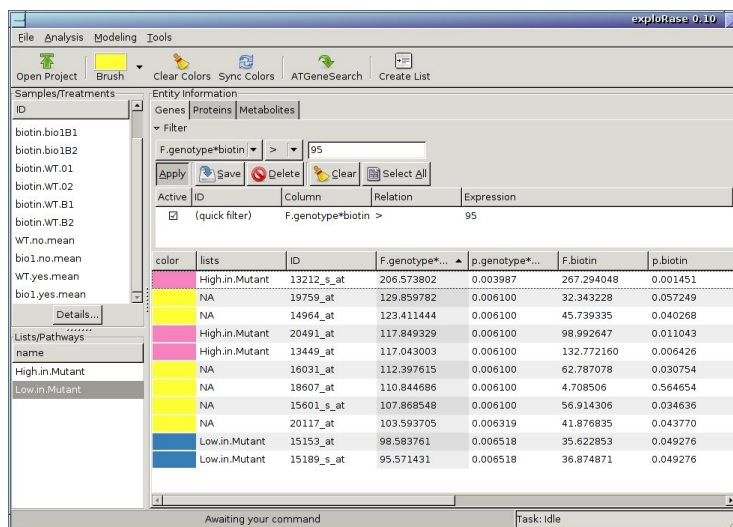 exploRase 0.10
File Analysis Modeling Tools
Open Project Brush Clear Colors Sync Colors ATGeneSearch Create List
Samples/Treatments
ID
biotin.bio1B1
biotin.bio1B2
biotin.WT.01
biotin.WT.02
biotin.WT.B1
biotin.WT.B2
WT.no.mean
bio1.no.mean
WT.yes.mean
bio1.yes.mean
Details...
Lists/Pathways
name
High.in.Mutant
Low.in.Mutant
Entity Information
Genes Proteins Metabolites
Filter
F.genotype*biotin > 95
Apply Save Delete Clear Select All
Active ID Column Relation Expression
(quick filter) F.genotype*biotin > 95
color lists ID F.genotype*... p.genotype*... F.biotin p.biotin
High.in.Mutant 13212_s_at 206.573802 0.003987 267.294048 0.001451
NA 19759_at 129.859782 0.006100 32.343228 0.057249
NA 14964_at 123.411444 0.006100 45.739335 0.040268
High.in.Mutant 20491_at 117.849329 0.006100 98.992647 0.011043
High.in.Mutant 13449_at 117.043003 0.006100 132.772160 0.006426
NA 16031_at 112.397615 0.006100 62.787078 0.030754
NA 18607_at 110.844686 0.006100 4.708506 0.564654
NA 15601_s_at 107.868548 0.006100 56.914306 0.034636
NA 20117_at 103.593705 0.006319 41.876835 0.043770
Low.in.Mutant 15153_at 98.583761 0.006518 35.622853 0.049276
Low.in.Mutant 15189_s_at 95.571431 0.006518 36.874871 0.049276
Awaiting your command Task: Idle